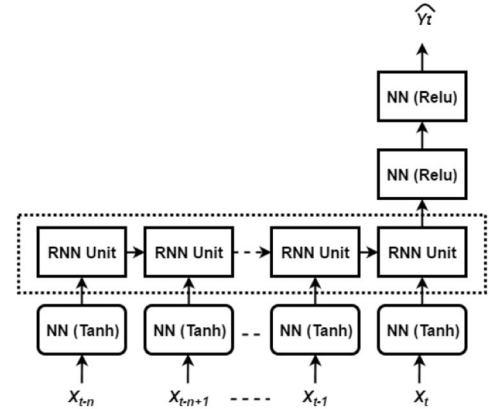 Ŷt
NN (Relu)
NN (Relu)
RNN Unit RNN Unit RNN Unit RNN Unit
NN (Tanh) NN (Tanh) NN (Tanh) NN (Tanh)
Xt-n Xt-n+1 Xt-1 Xt